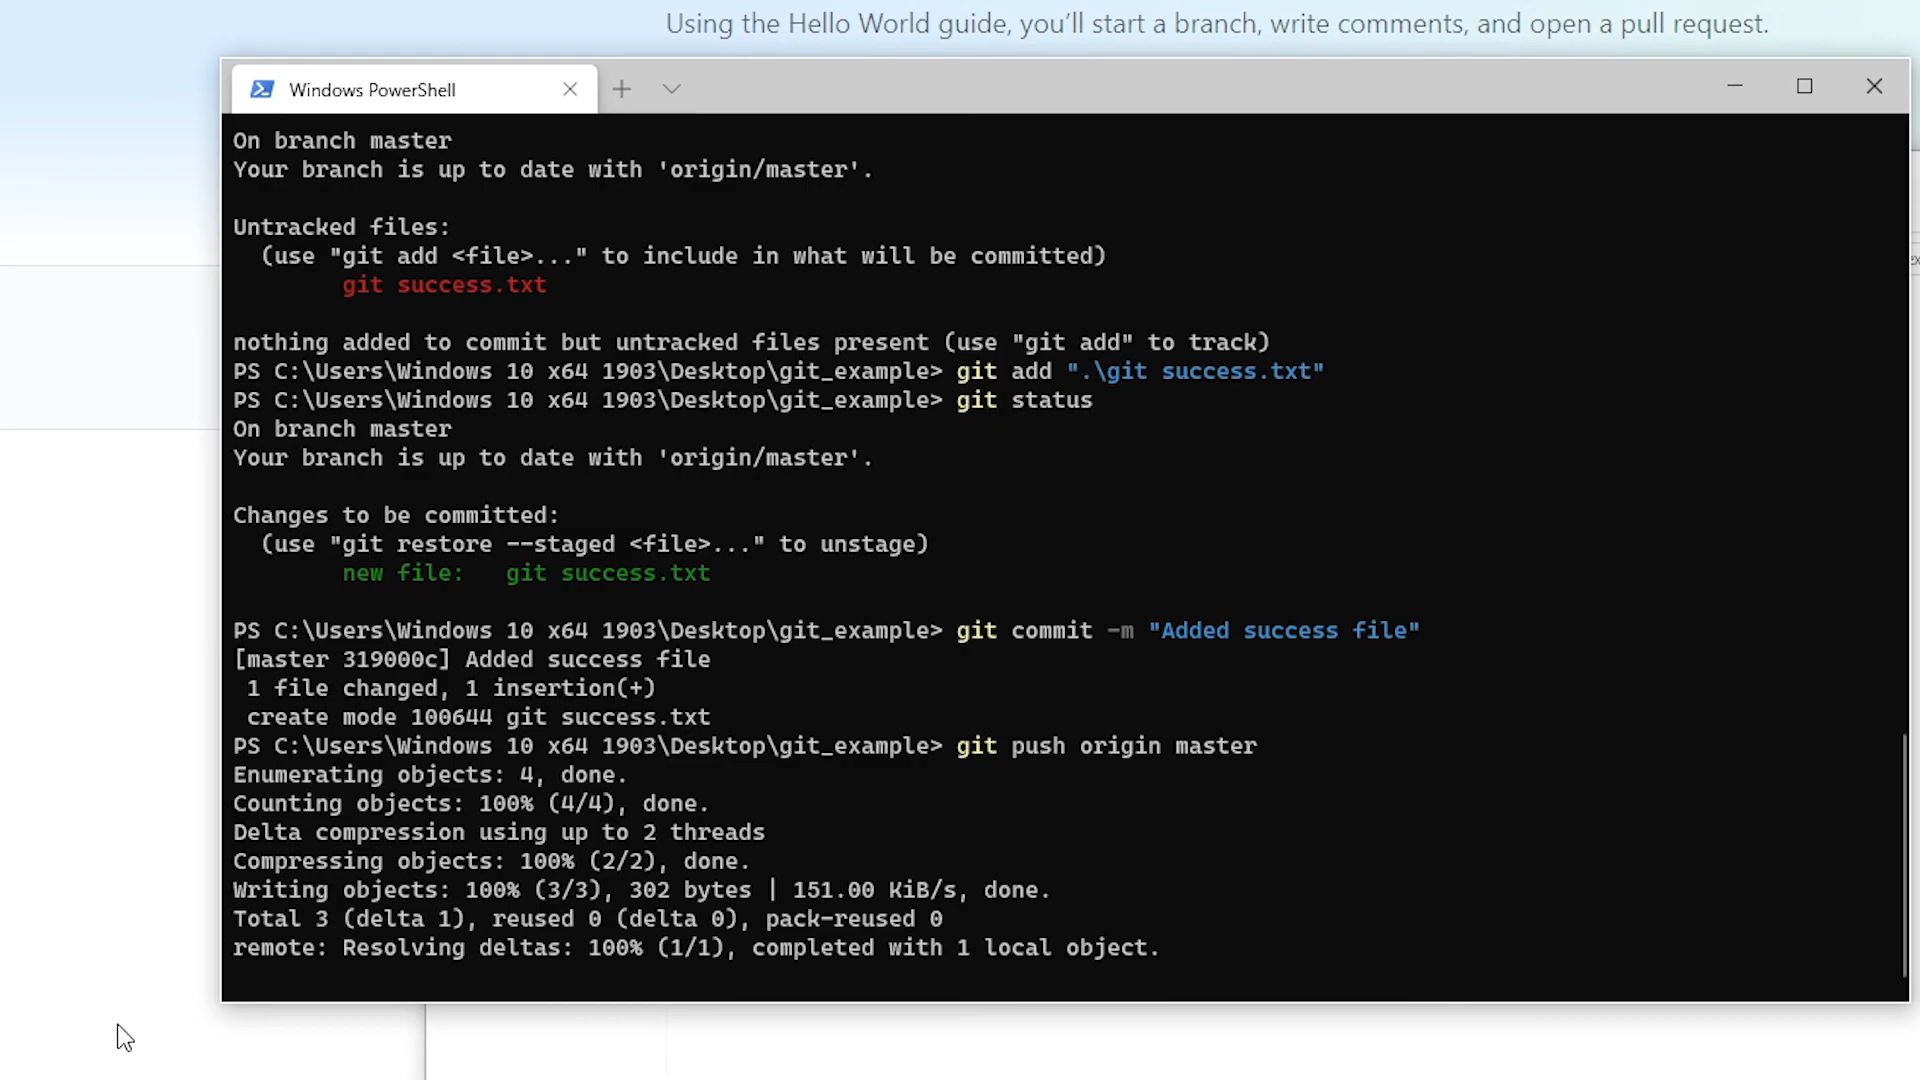 Using the Hello World guide, you’ll start a branch, write comments, and open a pull request.
Windows PowerShell
On branch master
Your branch is up to date with 'origin/master'.
Untracked files:
(use "git add <file>..." to include in what will be committed)
git success.txt
nothing added to commit but untracked files present (use "git add" to track)
PS C:\Users\Windows 10 x64 1903\Desktop\git_example> git add ".\git success.txt"
PS C:\Users\Windows 10 x64 1903\Desktop\git_example> git status
On branch master
Your branch is up to date with 'origin/master'.
Changes to be committed:
(use "git restore --staged <file>..." to unstage)
new file:   git success.txt
PS C:\Users\Windows 10 x64 1903\Desktop\git_example> git commit -m "Added success file"
[master 319000c] Added success file
1 file changed, 1 insertion(+)
create mode 100644 git success.txt
PS C:\Users\Windows 10 x64 1903\Desktop\git_example> git push origin master
Enumerating objects: 4, done.
Counting objects: 100% (4/4), done.
Delta compression using up to 2 threads
Compressing objects: 100% (2/2), done.
Writing objects: 100% (3/3), 302 bytes | 151.00 KiB/s, done.
Total 3 (delta 1), reused 0 (delta 0), pack-reused 0
remote: Resolving deltas: 100% (1/1), completed with 1 local object.